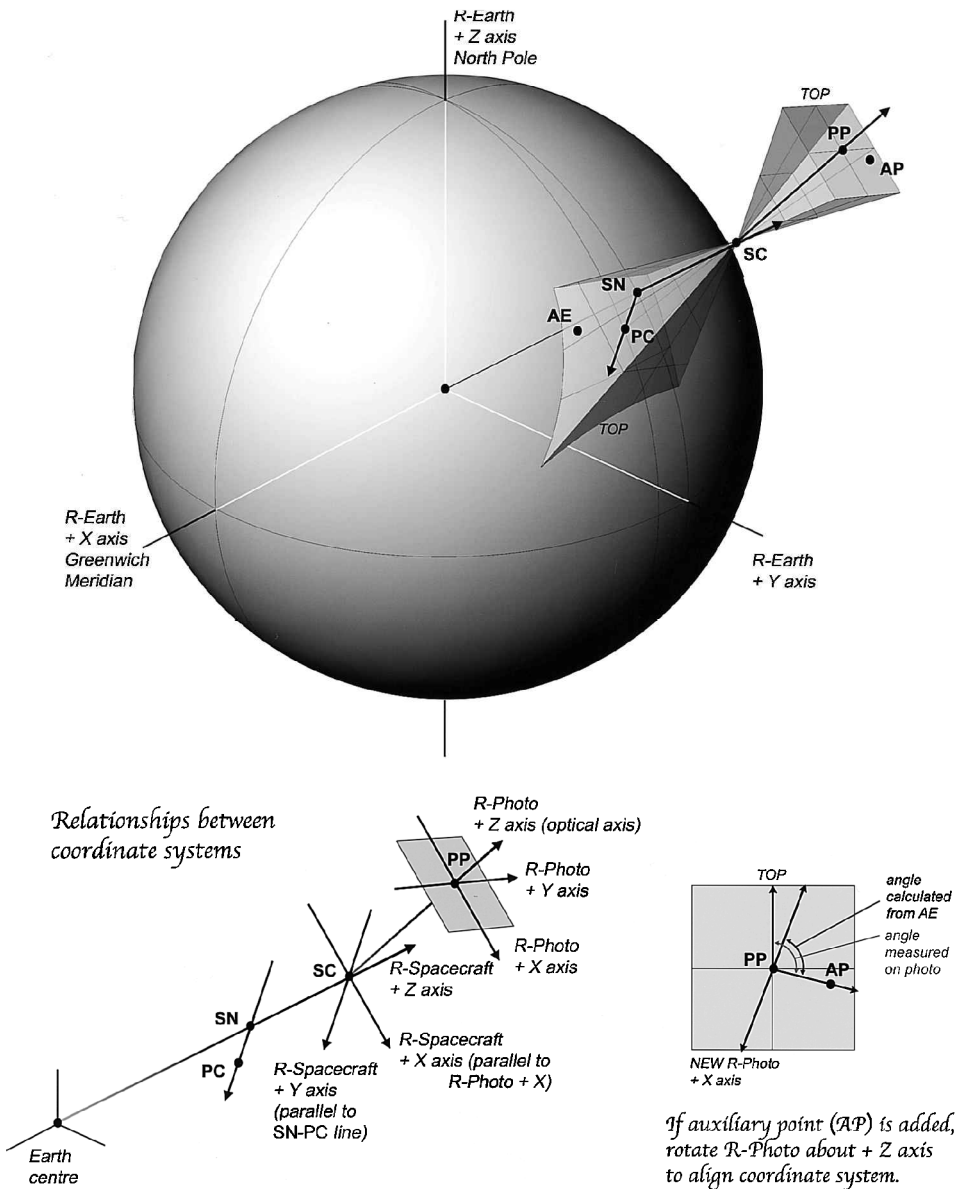 R-Earth
+ Z axis
North Pole
TOP
PP
AP
SC
SN
AE
PC
TOP
R-Earth
+ X axis
Greenwich
Meridian
R-Earth
+ Y axis
Relationships between
coordinate systems
R-Photo
+ Z axis (optical axis)
PP
R-Photo
+ Y axis
R-Photo
+ X axis
SC
R-Spacecraft
+ Z axis
SN
R-Spacecraft
+ X axis (parallel to
R-Photo + X)
PC
R-Spacecraft
+ Y axis
(parallel to
SN-PC line)
Earth
centre
TOP
angle
calculated
from AE
angle
measured
on photo
PP
AP
NEW R-Photo
+ X axis
If auxiliary point (AP) is added,
rotate R-Photo about + Z axis
to align coordinate system.